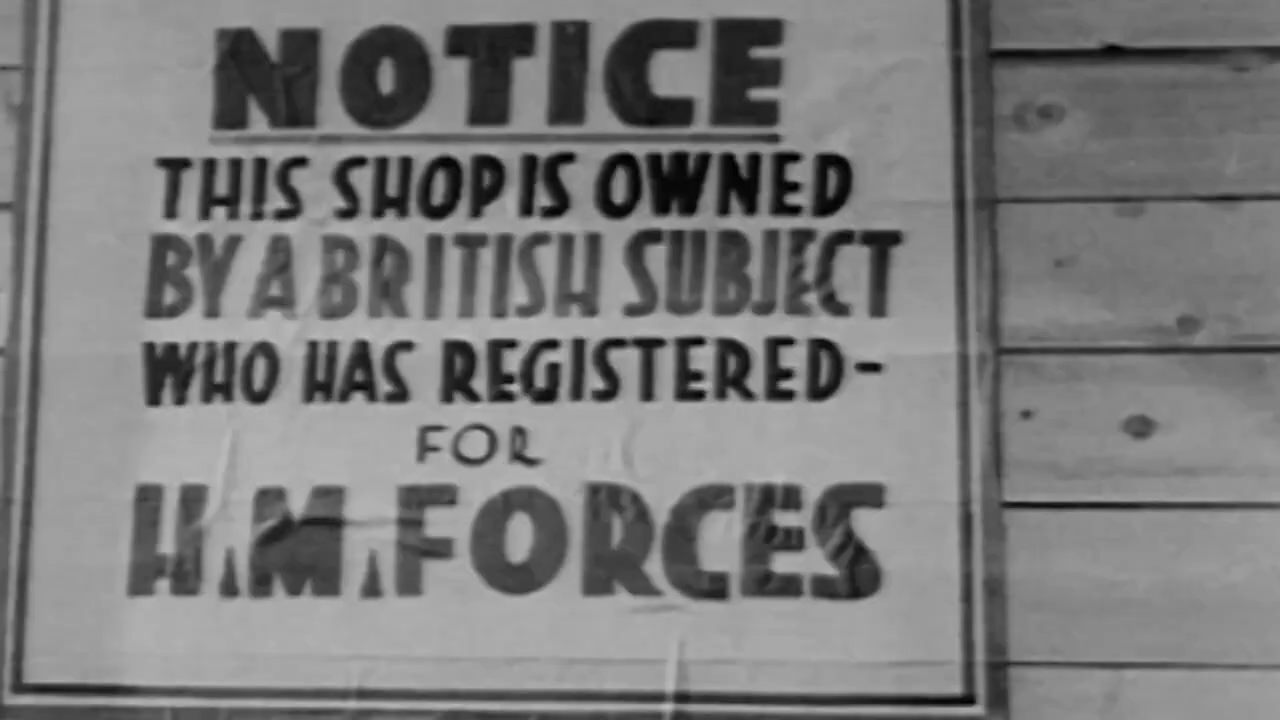 NOTICE
THIS SHOP IS OWNED
BY A BRITISH SUBJECT
WHO HAS REGISTERED-
FOR
H.M. FORCES